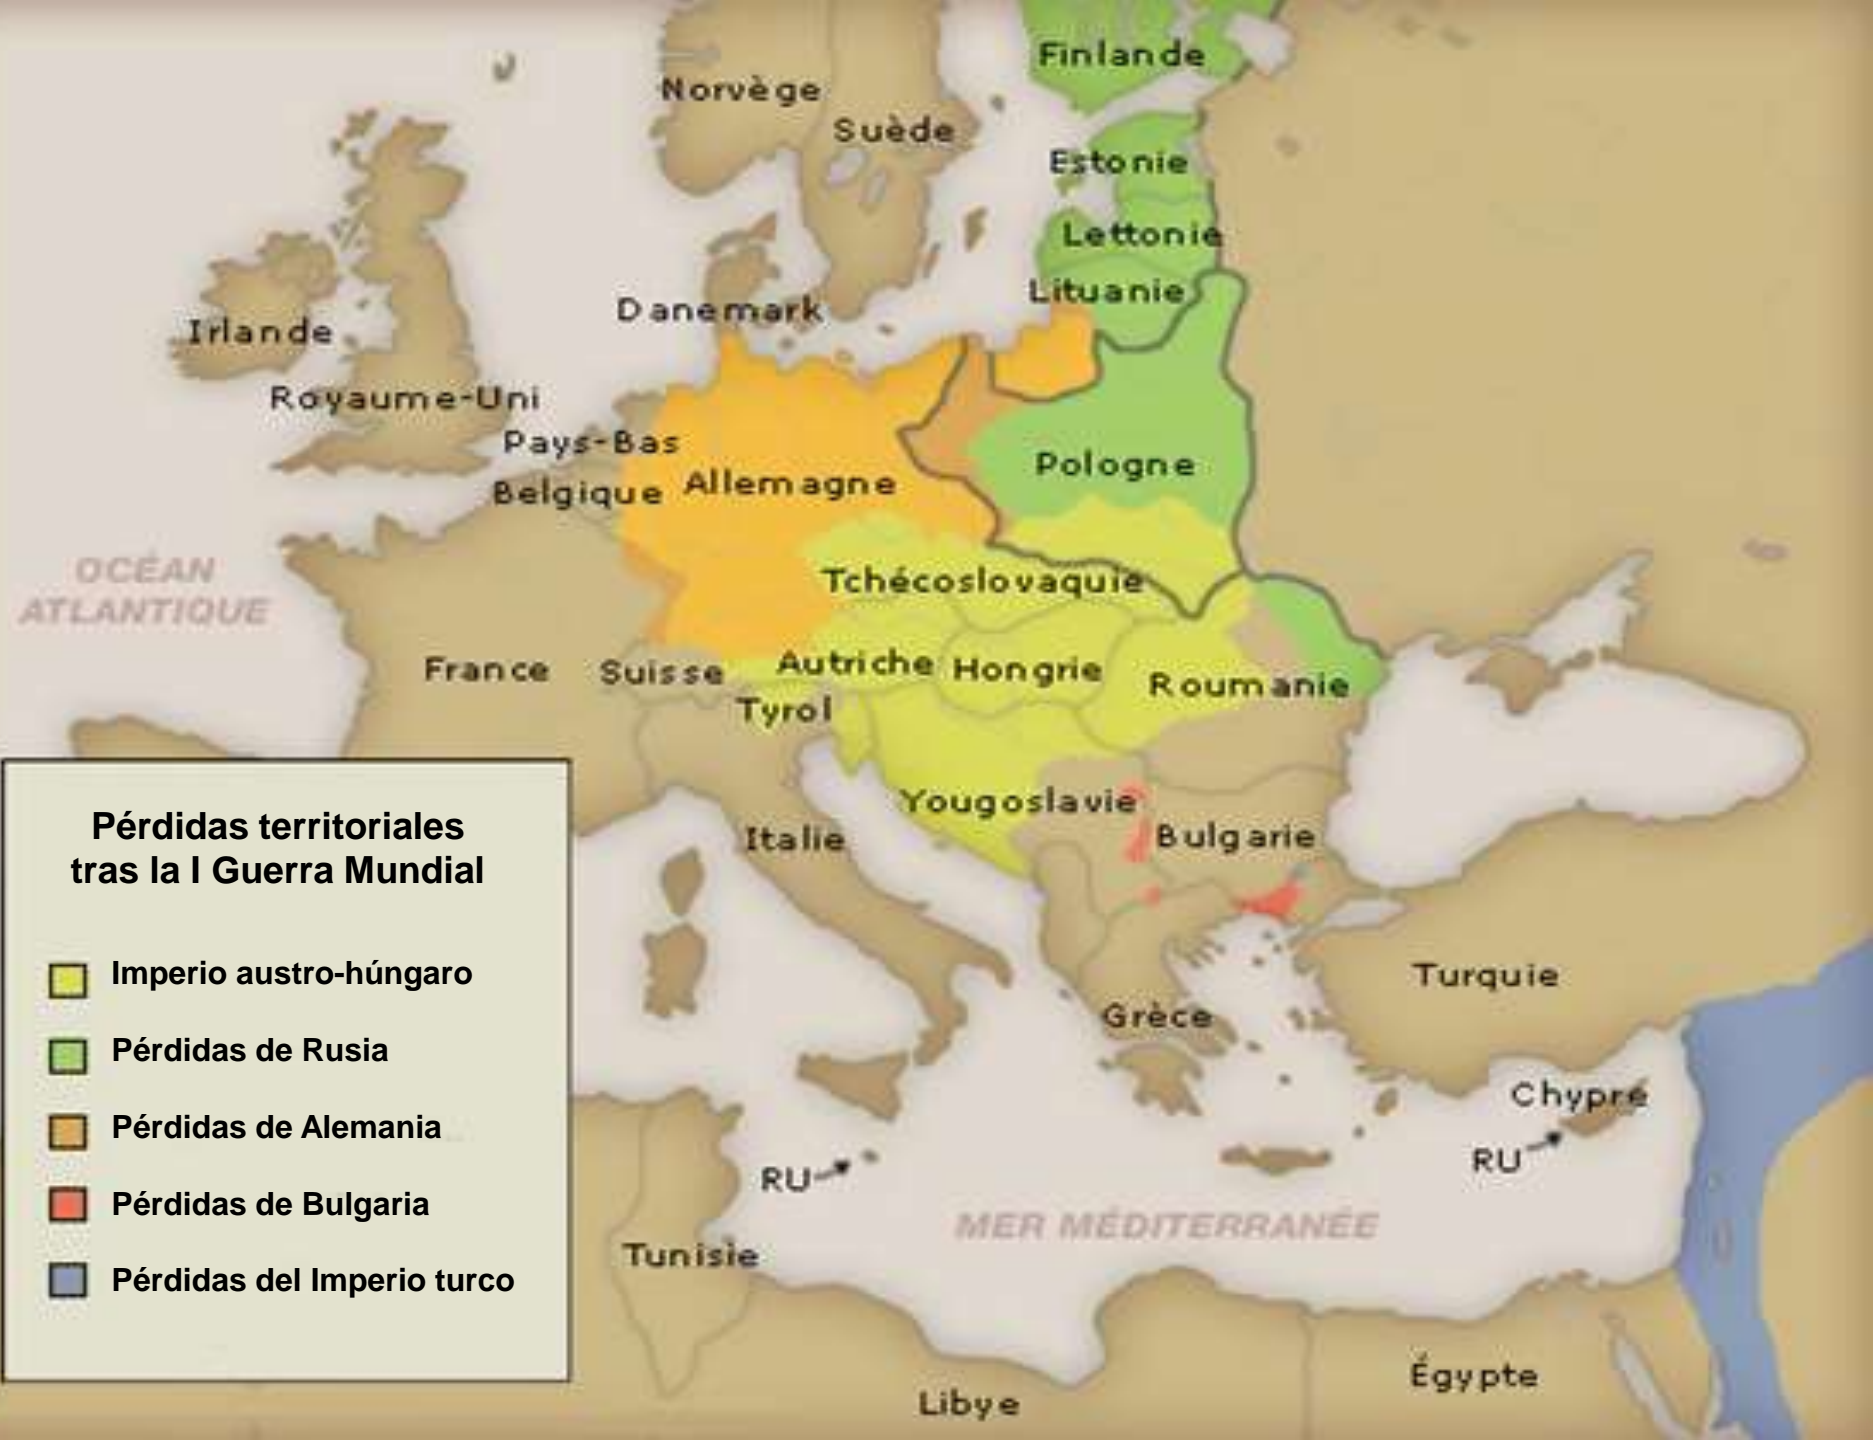 Finlande
Norvège
Suède
Estonie
Lettonie
Lituanie
Danemark
Irlande
Royaume-Uni
Pays-Bas
Pologne
Belgique
Allemagne
OCÉAN
ATLANTIQUE
Tchécoslovaquie
France
Suisse
Autriche
Hongrie
Roumanie
Tyrol
Yougoslavie
Italie
Bulgarie
Turquie
Grèce
Chypre
RU
RU
MER MÉDITERRANÉE
Tunisie
Égypte
Libye
Pérdidas territoriales
tras la I Guerra Mundial
Imperio austro-húngaro
Pérdidas de Rusia
Pérdidas de Alemania
Pérdidas de Bulgaria
Pérdidas del Imperio turco